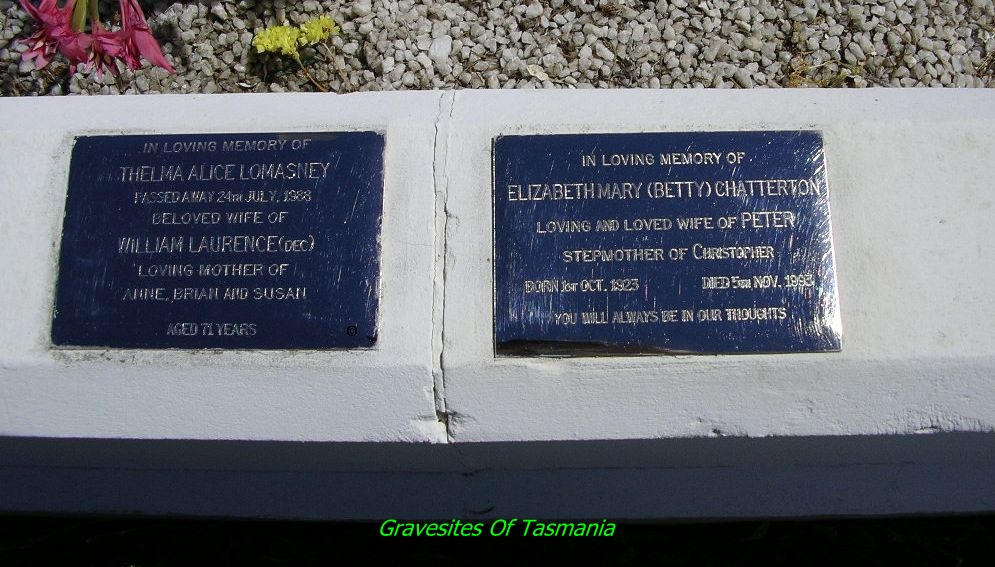 IN LOVING MEMORY OF
THELMA ALICE LOMASNEY
PASSED AWAY 24TH JULY, 1988
BELOVED WIFE OF
WILLIAM LAURENCE (DEC)
LOVING MOTHER OF
ANNE, BRIAN AND SUSAN
AGED 71 YEARS
IN LOVING MEMORY OF
ELIZABETH MARY (BETTY) CHATTERTON
LOVING AND LOVED WIFE OF PETER
STEPMOTHER OF CHRISTOPHER
BORN 1ST OCT. 1923 DIED 5TH NOV. 1993
YOU WILL ALWAYS BE IN OUR THOUGHTS
Gravesites Of Tasmania